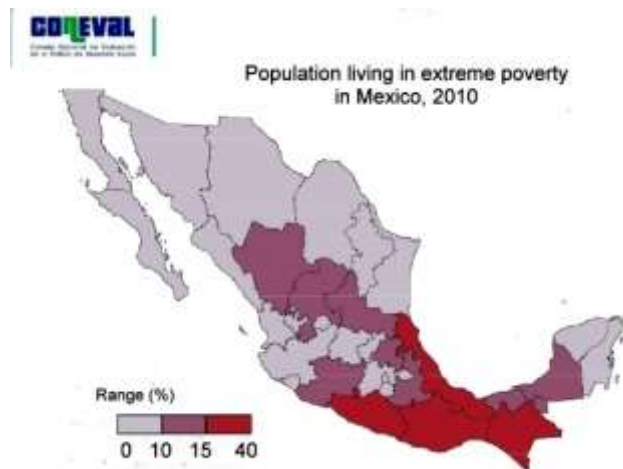 CONEVAL
Population living in extreme poverty
in Mexico, 2010
Range (%)
0 10 15 40